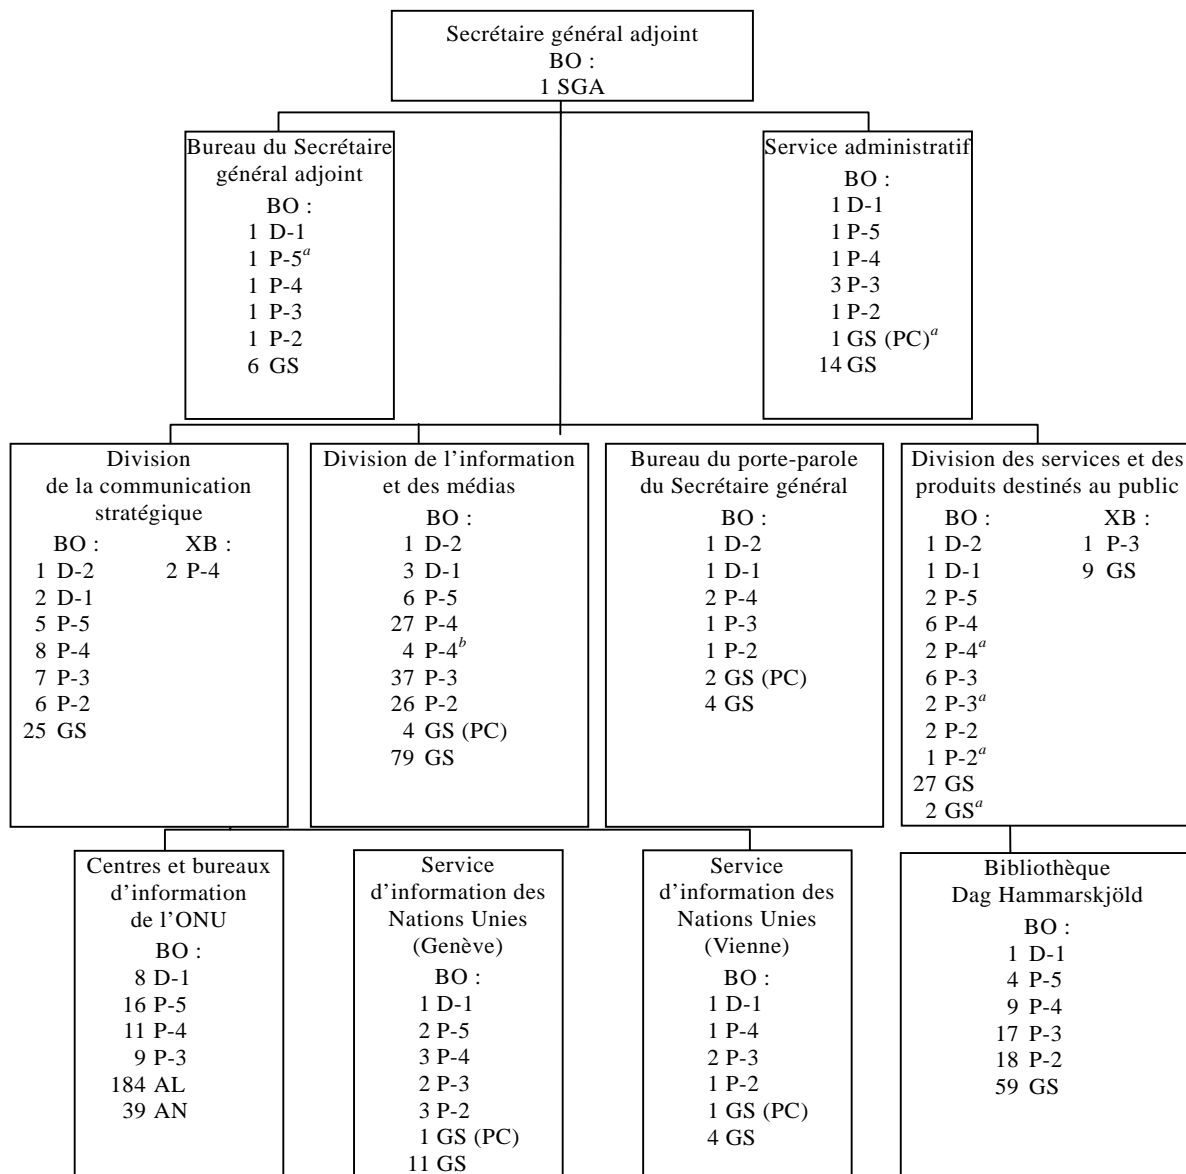 Secrétaire général adjoint
BO :
1 SGA
Bureau du Secrétaire
général adjoint
BO :
1 D-1
1 P-5a
1 P-4
1 P-3
1 P-2
6 GS
Service administratif
BO :
1 D-1
1 P-5
1 P-4
3 P-3
1 P-2
1 GS (PC)a
14 GS
Division
de la communication
stratégique
BO :
1 D-2
2 D-1
5 P-5
8 P-4
7 P-3
6 P-2
25 GS
XB :
2 P-4
Division de l'information
et des médias
BO :
1 D-2
3 D-1
6 P-5
27 P-4
4 P-4b
37 P-3
26 P-2
4 GS (PC)
79 GS
Bureau du porte-parole
du Secrétaire général
BO :
1 D-2
1 D-1
2 P-4
1 P-3
1 P-2
2 GS (PC)
4 GS
Division des services et des
produits destinés au public
BO :
1 D-2
1 D-1
2 P-5
6 P-4
2 P-4a
6 P-3
2 P-3a
2 P-2
1 P-2a
27 GS
2 GSa
XB :
1 P-3
9 GS
Centres et bureaux
d'information
de l'ONU
BO :
8 D-1
16 P-5
11 P-4
9 P-3
184 AL
39 AN
Service
d'information des
Nations Unies
(Genève)
BO :
1 D-1
2 P-5
3 P-4
2 P-3
3 P-2
1 GS (PC)
11 GS
Service
d'information des
Nations Unies
(Vienne)
BO :
1 D-1
1 P-4
2 P-3
1 P-2
1 GS (PC)
4 GS
Bibliothèque
Dag Hammarskjöld
BO :
1 D-1
4 P-5
9 P-4
17 P-3
18 P-2
59 GS